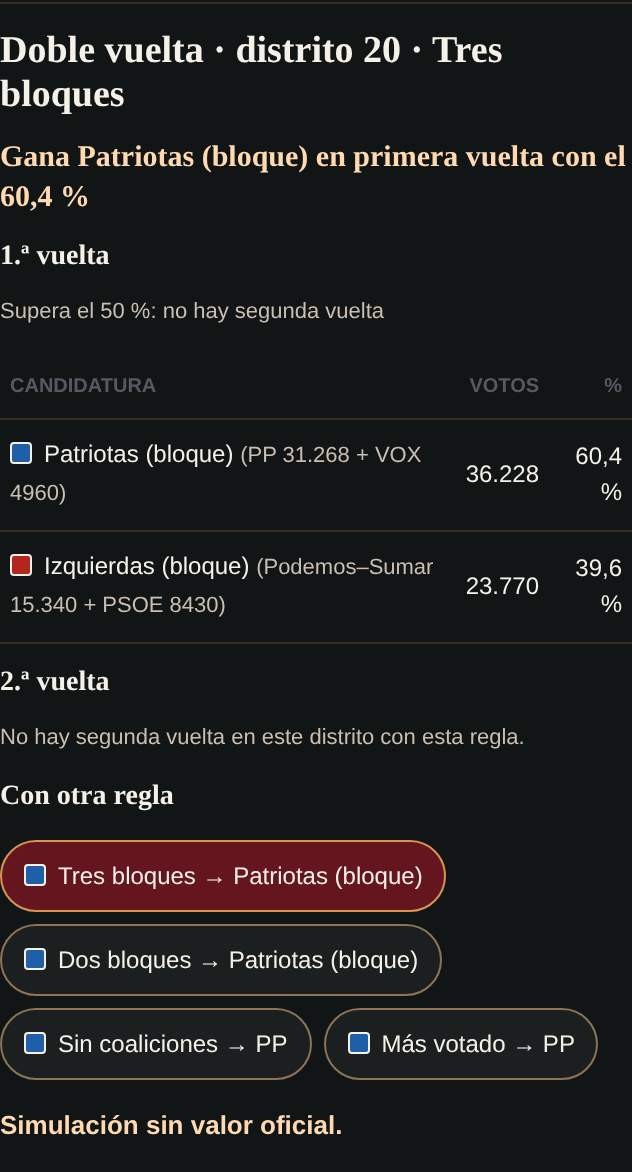 Doble vuelta · distrito 20 · Tres
bloques
Gana Patriotas (bloque) en primera vuelta con el
60,4 %
1.ª vuelta
Supera el 50 %: no hay segunda vuelta
CANDIDATURA VOTOS %
Patriotas (bloque) (PP 31.268 + VOX
4960) 36.228 60,4
%
Izquierdas (bloque) (Podemos–Sumar
15.340 + PSOE 8430) 23.770 39,6
%
2.ª vuelta
No hay segunda vuelta en este distrito con esta regla.
Con otra regla
Tres bloques → Patriotas (bloque)
Dos bloques → Patriotas (bloque)
Sin coaliciones → PP Más votado → PP
Simulación sin valor oficial.